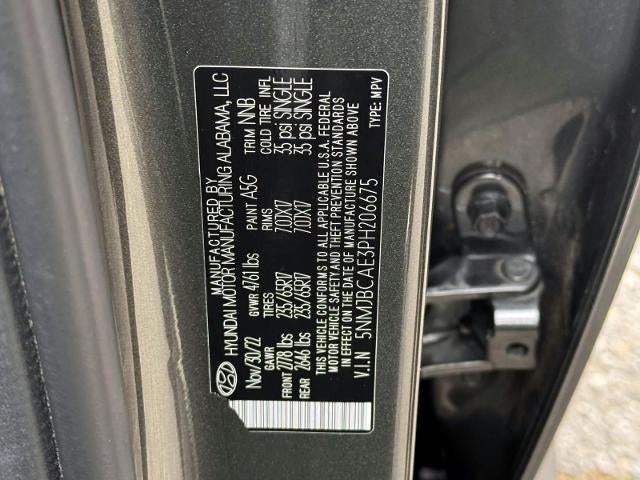 MANUFACTURED BY
HYUNDAI MOTOR MANUFACTURING ALABAMA, LLC
Nov/30/22 GVWR 4761 lbs PAINT A5G TRIM NNB
GAWR TIRES RIMS COLD TIRE INFL
FRONT 2778 lbs 235/65R17 7.0JX17 35 psi SINGLE
REAR 2646 lbs 235/65R17 7.0JX17 35 psi SINGLE
THIS VEHICLE CONFORMS TO ALL APPLICABLE U.S.A. FEDERAL
MOTOR VEHICLE SAFETY AND THEFT PREVENTION STANDARDS
IN EFFECT ON THE DATE OF MANUFACTURE SHOWN ABOVE
V.I.N 5NMJBCAE3PH206675 TYPE: MPV